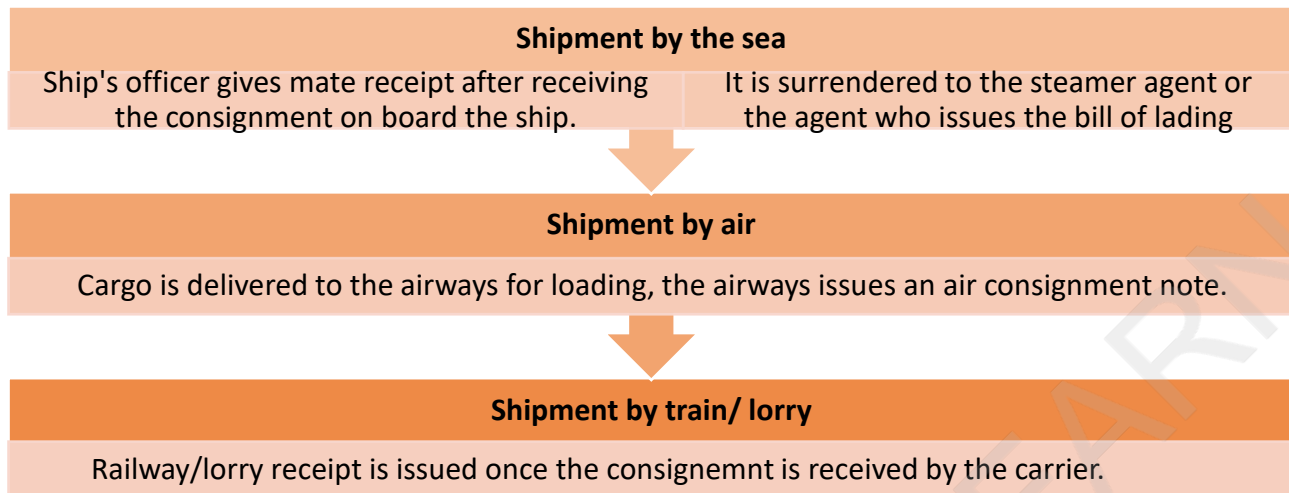 Shipment by the sea
Ship's officer gives mate receipt after receiving
the consignment on board the ship.
It is surrendered to the steamer agent or
the agent who issues the bill of lading
Shipment by air
Cargo is delivered to the airways for loading, the airways issues an air consignment note.
Shipment by train/ lorry
Railway/lorry receipt is issued once the consignemnt is received by the carrier.